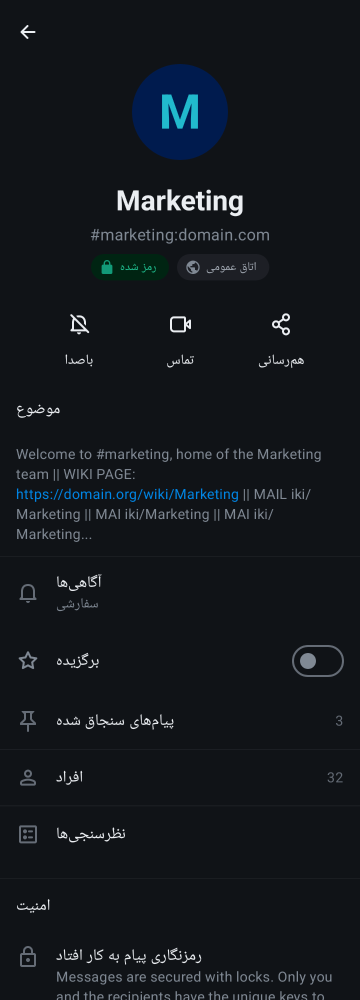 M
Marketing
#marketing:domain.com
رمز شده
اتاق عمومی
باصدا
تماس
هم‌رسانی
موضوع
Welcome to #marketing, home of the Marketing
team || WIKI PAGE:
https://domain.org/wiki/Marketing || MAIL iki/
Marketing || MAI iki/Marketing || MAI iki/
Marketing...
آگاهی‌ها
سفارشی
برگزیده
پیام‌های سنجاق شده
3
افراد
32
نظرسنجی‌ها
امنیت
رمزنگاری پیام به کار افتاد
Messages are secured with locks. Only you
and the recipients have the unique keys to